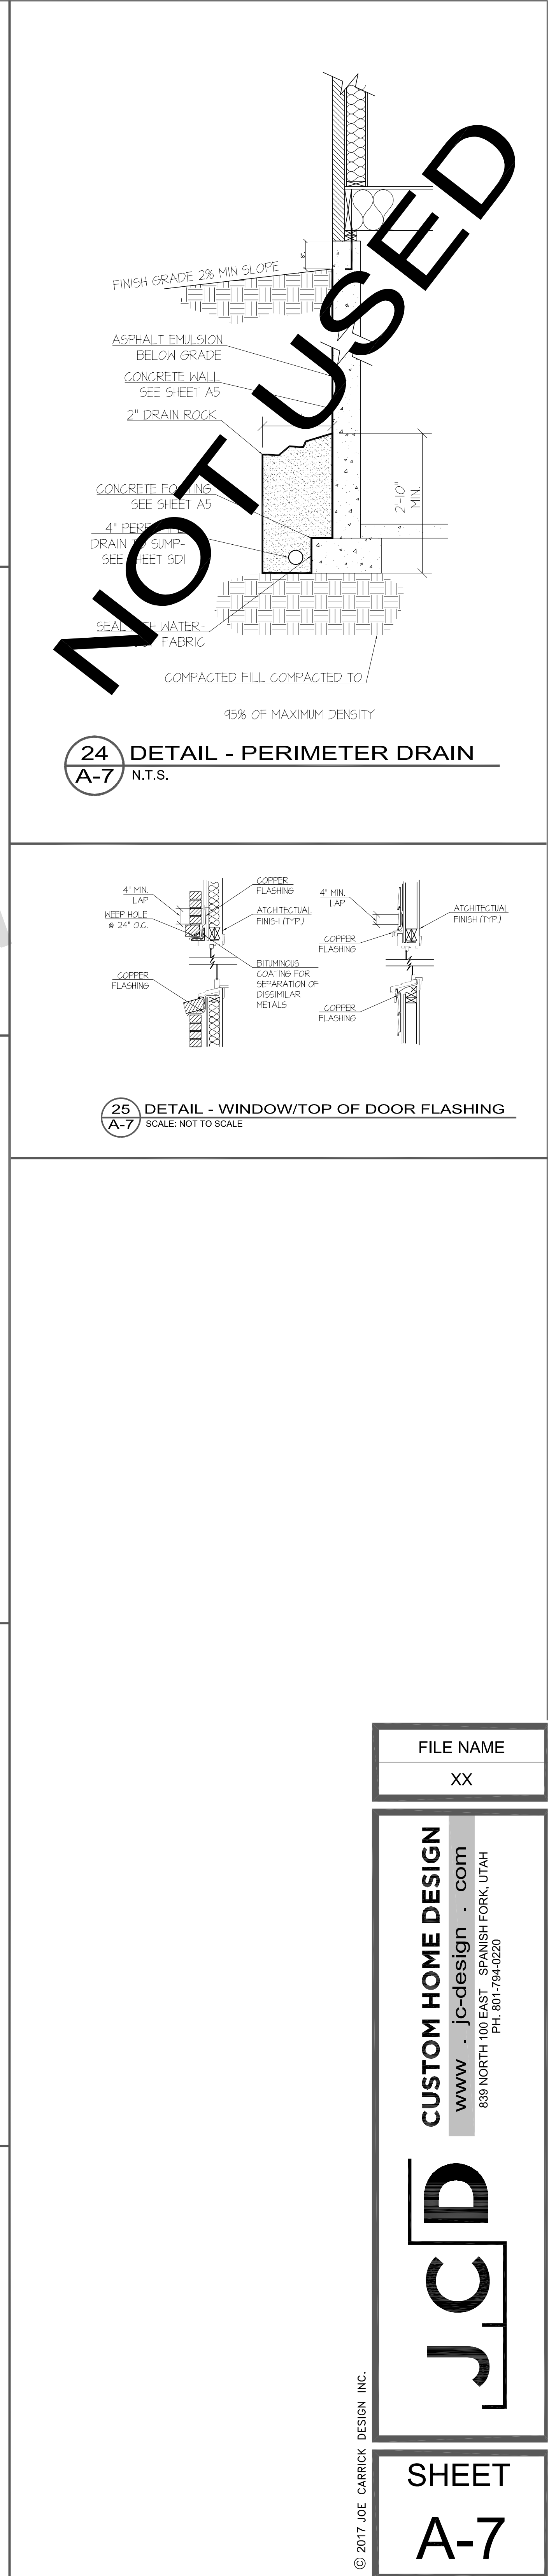 NOT USED
8"
FINISH GRADE 2% MIN SLOPE
ASPHALT EMULSION
BELOW GRADE
CONCRETE WALL
SEE SHEET A5
2" DRAIN ROCK
CONCRETE FOOTING
SEE SHEET A5
2'-10"
MIN.
4"
DRAIN TO SUMP-
SEE SHEET SD1
SEAL WITH WATER-
FABRIC
COMPACTED FILL COMPACTED TO
95% OF MAXIMUM DENSITY
24
A-7
DETAIL - PERIMETER DRAIN
N.T.S.
4" MIN.
LAP
WEEP HOLE
@ 24" O.C.
COPPER
FLASHING
COPPER
FLASHING
ATCHITECTUAL
FINISH (TYP.)
BITUMINOUS
COATING FOR
SEPARATION OF
DISSIMILAR
METALS
4" MIN.
LAP
COPPER
FLASHING
COPPER
FLASHING
ATCHITECTUAL
FINISH (TYP.)
25
A-7
DETAIL - WINDOW/TOP OF DOOR FLASHING
SCALE: NOT TO SCALE
FILE NAME
XX
J C D
CUSTOM HOME DESIGN
www . jc-design . com
839 NORTH 100 EAST SPANISH FORK, UTAH
PH. 801-794-0220
© 2017 JOE CARRICK DESIGN INC.
SHEET
A-7